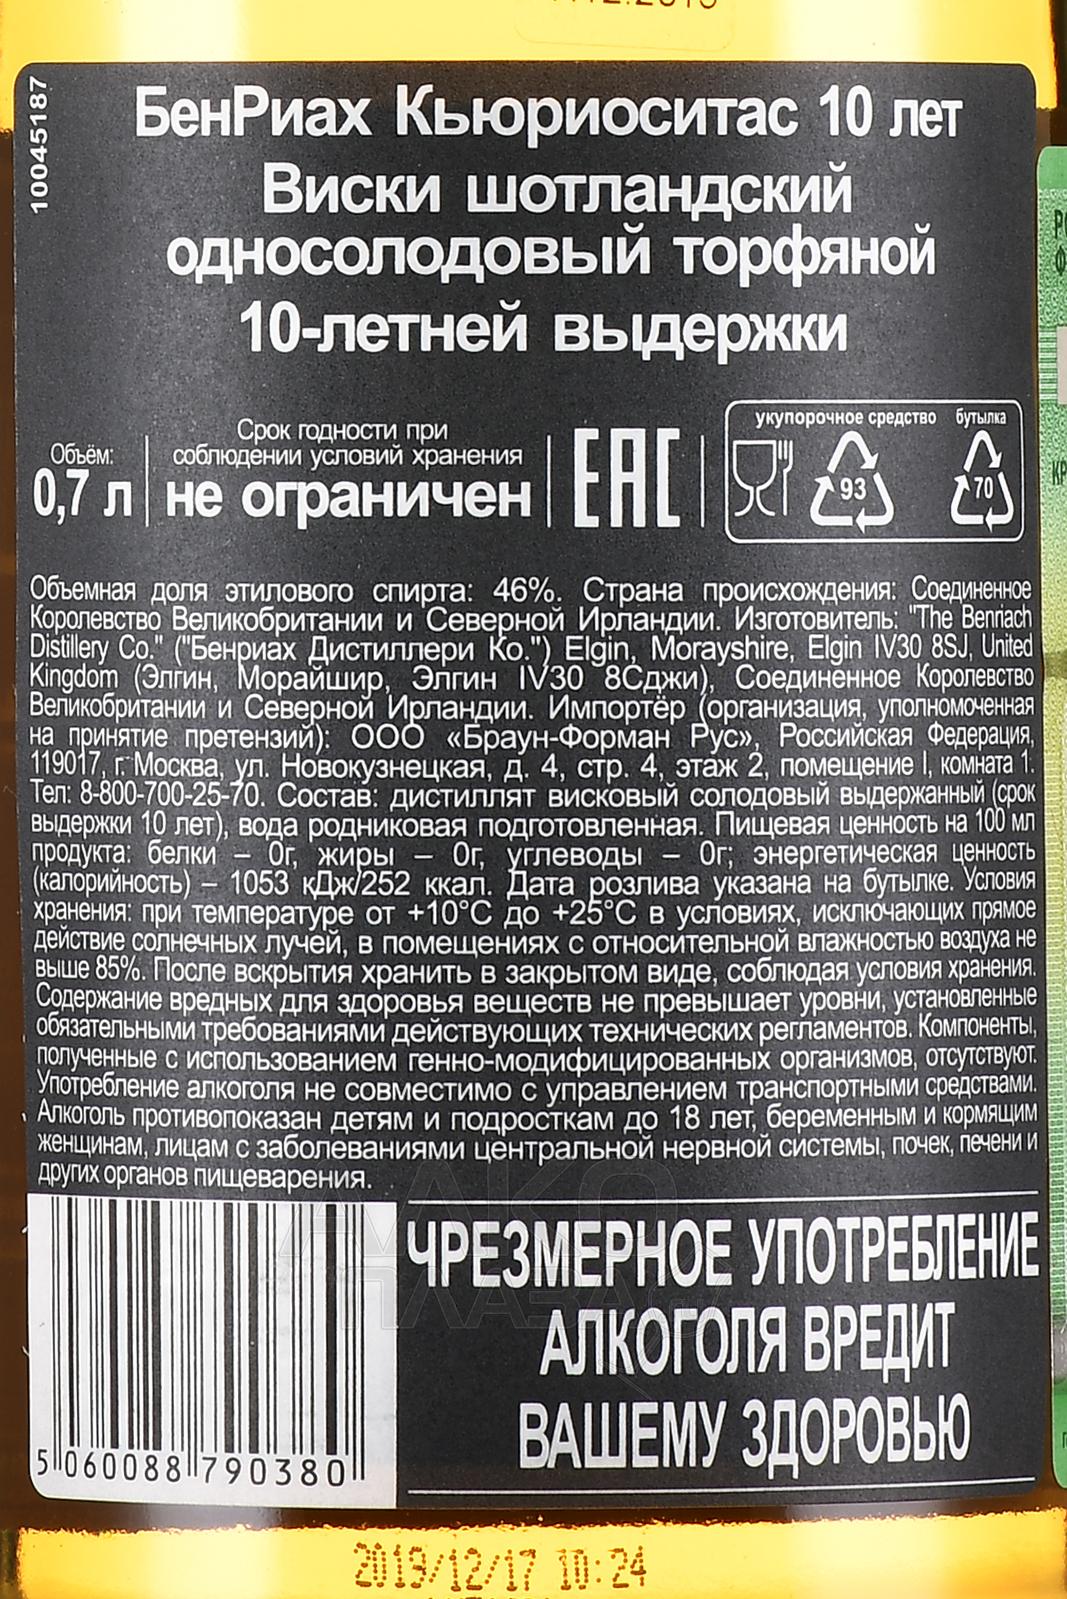 10045187
БенРиах Кьюриоситас 10 лет
Виски шотландский
односолодовый торфяной
10-летней выдержки
Объём:
0,7 л
Срок годности при
соблюдении условий хранения
не ограничен
EAC
укупорочное средство бутылка
93 70
Объемная доля этилового спирта: 46%. Страна происхождения: Соединенное
Королевство Великобритании и Северной Ирландии. Изготовитель: "The Benriach
Distillery Co." ("Бенриах Дистиллери Ко.") Elgin, Morayshire, Elgin IV30 8SJ, United
Kingdom (Элгин, Морайшир, Элгин IV30 8Сджи), Соединенное Королевство
Великобритании и Северной Ирландии. Импортёр (организация, уполномоченная
на принятие претензий): ООО «Браун-Форман Рус», Российская Федерация,
119017, г. Москва, ул. Новокузнецкая, д. 4, стр. 4, этаж 2, помещение I, комната 1.
Тел: 8-800-700-25-70. Состав: дистиллят висковый солодовый выдержанный (срок
выдержки 10 лет), вода родниковая подготовленная. Пищевая ценность на 100 мл
продукта: белки – 0г, жиры – 0г, углеводы – 0г; энергетическая ценность
(калорийность) – 1053 кДж/252 ккал. Дата розлива указана на бутылке. Условия
хранения: при температуре от +10°С до +25°С в условиях, исключающих прямое
действие солнечных лучей, в помещениях с относительной влажностью воздуха не
выше 85%. После вскрытия хранить в закрытом виде, соблюдая условия хранения.
Содержание вредных для здоровья веществ не превышает уровни, установленные
обязательными требованиями действующих технических регламентов. Компоненты,
полученные с использованием генно-модифицированных организмов, отсутствуют.
Употребление алкоголя не совместимо с управлением транспортными средствами.
Алкоголь противопоказан детям и подросткам до 18 лет, беременным и кормящим
женщинам, лицам с заболеваниями центральной нервной системы, почек, печени и
других органов пищеварения.
ЧРЕЗМЕРНОЕ УПОТРЕБЛЕНИЕ
АЛКОГОЛЯ ВРЕДИТ
ВАШЕМУ ЗДОРОВЬЮ
5 060088 790380
2019/12/17 10:24